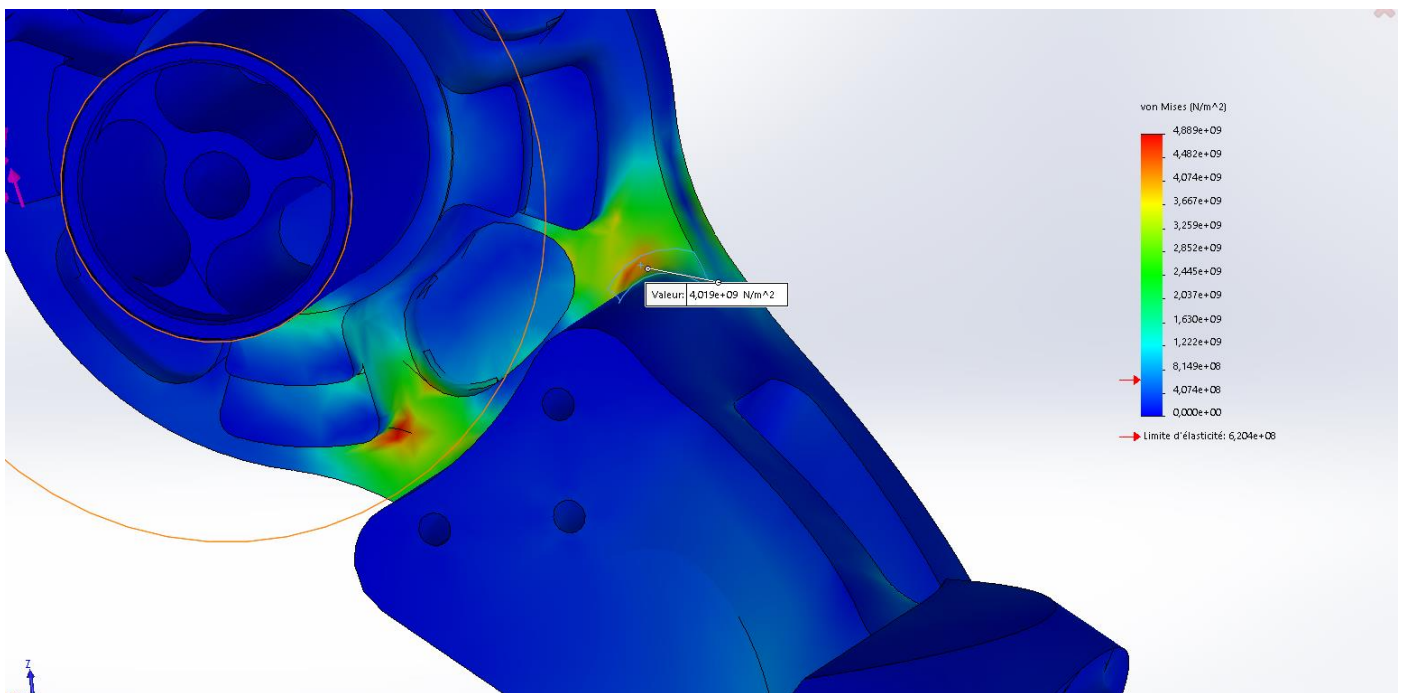 von Mises (N/m^2)
4,889e+09
4,482e+09
4,074e+09
3,667e+09
3,259e+09
2,852e+09
2,445e+09
2,037e+09
1,630e+09
1,222e+09
8,149e+08
4,074e+08
0,000e+00
Limite d'élasticité: 6,204e+08
Valeur: 4,019e+09 N/m^2
Z